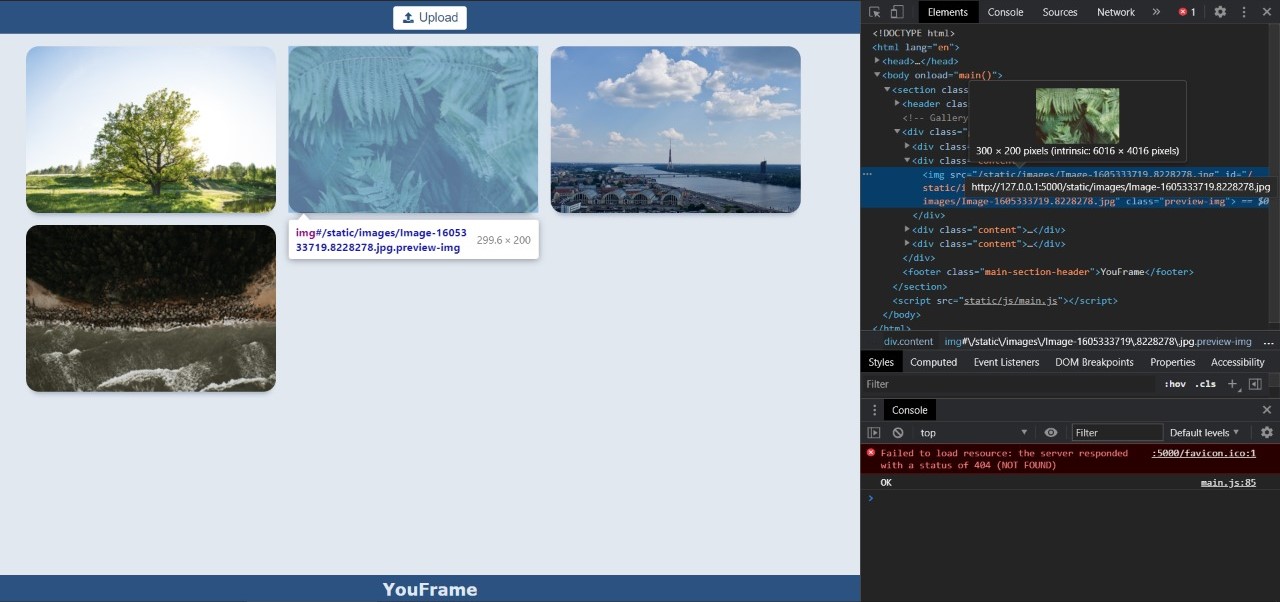 Upload
img#/static/images/Image-16053
33719.8228278.jpg.preview-img
299.6 × 200
YouFrame
Elements Console Sources Network » 1
<!DOCTYPE html>
<html lang="en">
<head>…</head>
<body onload="main()">
<section class
<header clas
<!-- Gallery
<div class="
<div class=
<div class="content">
300 × 200 pixels (intrinsic: 6016 × 4016 pixels)
<img src="/static/images/Image-1605333719.8228278.jpg" id="/
static/i
http://127.0.0.1:5000/static/images/Image-1605333719.8228278.jpg
images/Image-1605333719.8228278.jpg" class="preview-img"> == $0
</div>
<div class="content">…</div>
<div class="content">…</div>
</div>
<footer class="main-section-header">YouFrame</footer>
</section>
<script src="static/js/main.js"></script>
</body>
</html>
div.content img#\/static\/images\/Image-1605333719\.8228278\.jpg.preview-img …
Styles Computed Event Listeners DOM Breakpoints Properties Accessibility
Filter :hov .cls +
Console
top Filter Default levels
Failed to load resource: the server responded :5000/favicon.ico:1
with a status of 404 (NOT FOUND)
OK main.js:85